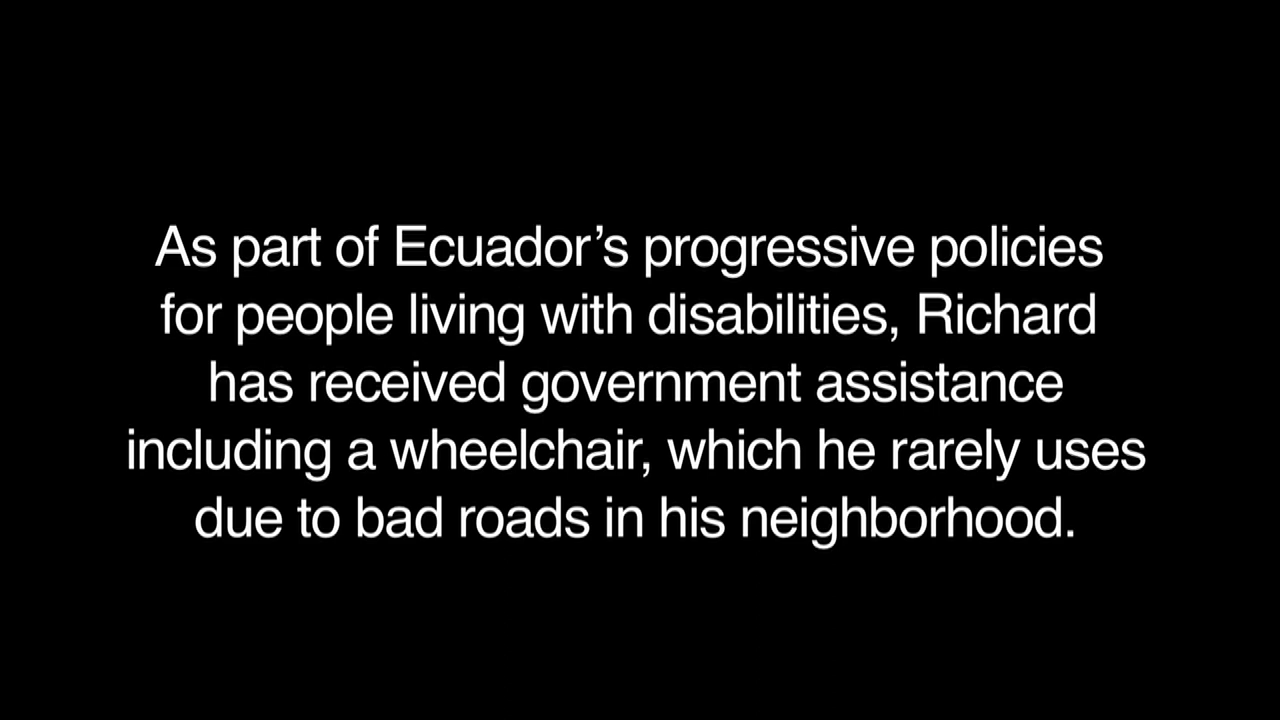 As part of Ecuador’s progressive policies
for people living with disabilities, Richard
has received government assistance
including a wheelchair, which he rarely uses
due to bad roads in his neighborhood.